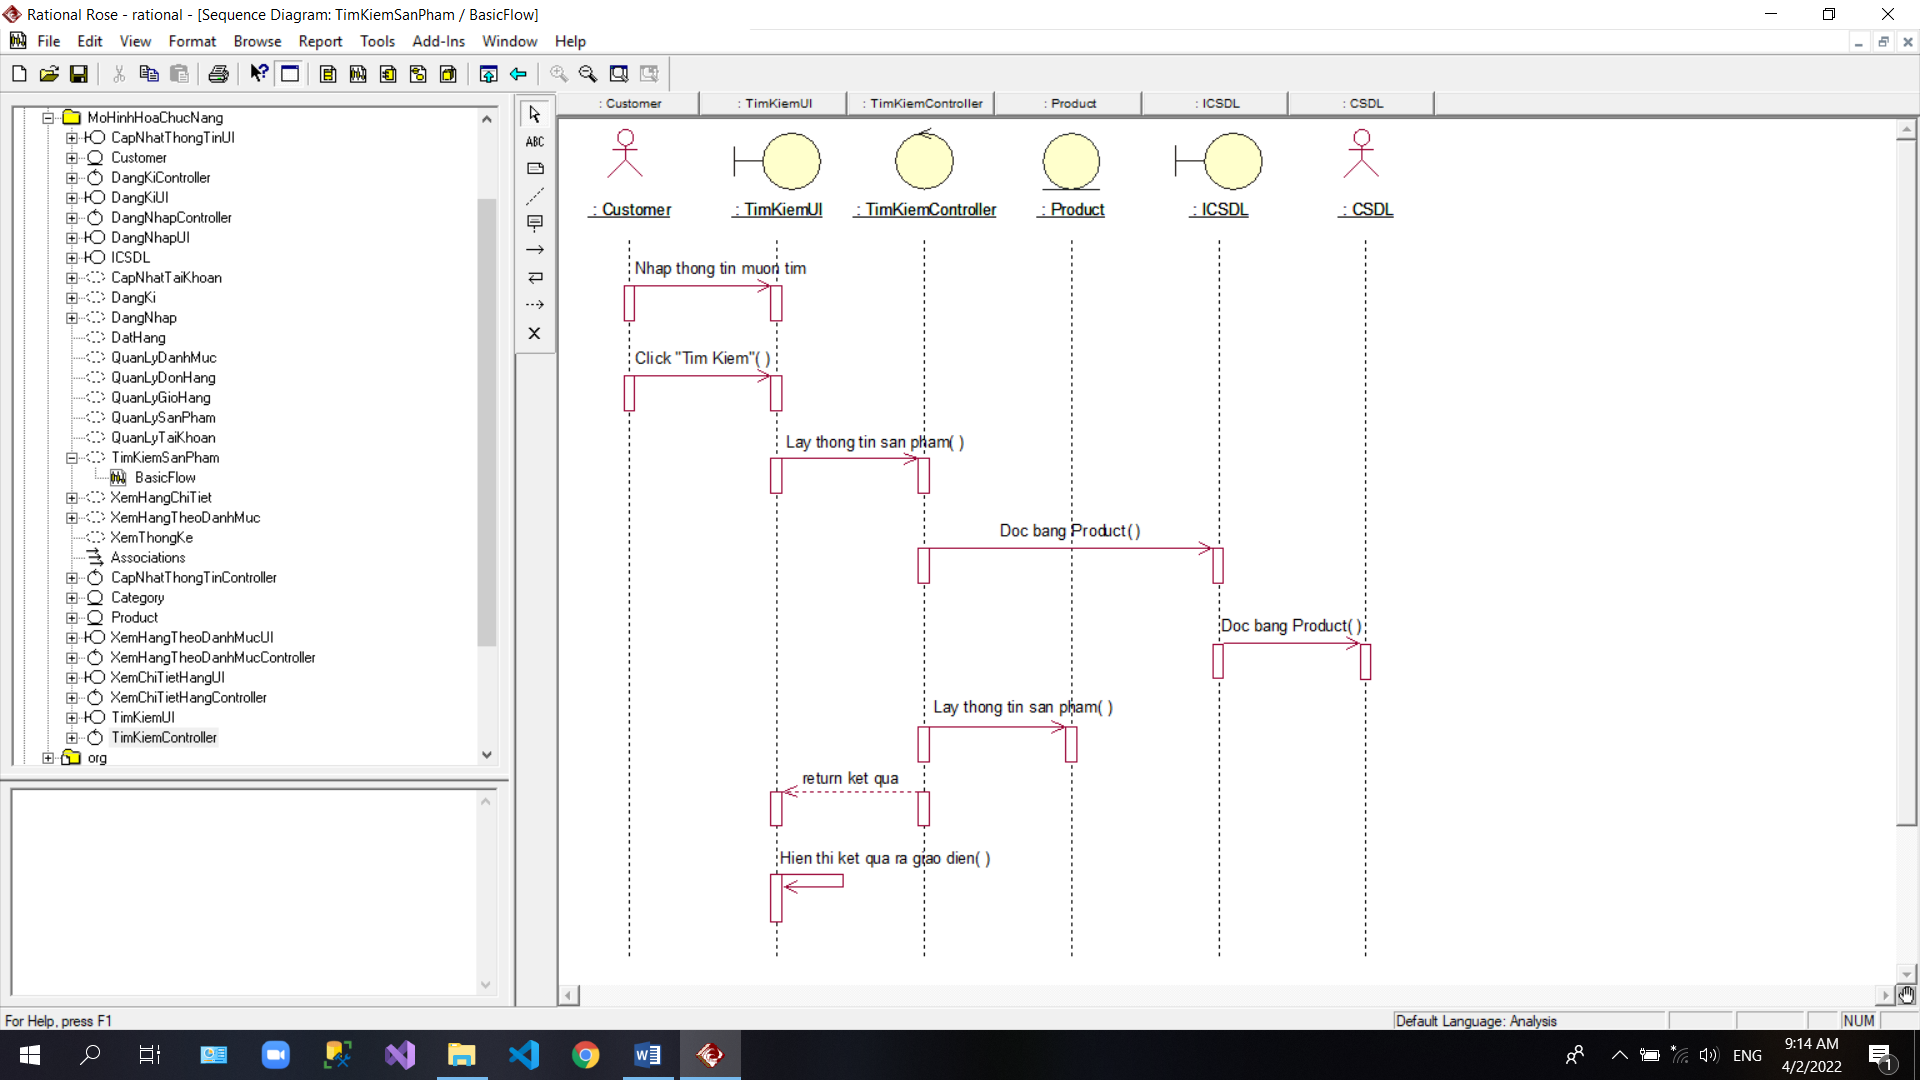 Rational Rose - rational - [Sequence Diagram: TimKiemSanPham / BasicFlow]
File Edit View Format Browse Report Tools Add-Ins Window Help
MoHinhHoaChucNang
CapNhatThongTinUI
Customer
DangKiController
DangKiUI
DangNhapController
DangNhapUI
ICSDL
CapNhatTaiKhoan
DangKi
DangNhap
DatHang
QuanLyDanhMuc
QuanLyDonHang
QuanLyGioHang
QuanLySanPham
QuanLyTaiKhoan
TimKiemSanPham
BasicFlow
XemHangChiTiet
XemHangTheoDanhMuc
XemThongKe
Associations
CapNhatThongTinController
Category
Product
XemHangTheoDanhMucUI
XemHangTheoDanhMucController
XemChiTietHangUI
XemChiTietHangController
TimKiemUI
TimKiemController
org
ABC
: Customer : TimKiemUI : TimKiemController : Product : ICSDL : CSDL
: Customer : TimKiemUI : TimKiemController : Product : ICSDL : CSDL
Nhap thong tin muon tim
Click "Tim Kiem"( )
Lay thong tin san pham( )
Doc bang Product( )
Doc bang Product( )
Lay thong tin san pham( )
return ket qua
Hien thi ket qua ra giao dien( )
For Help, press F1
Default Language: Analysis
NUM
ENG
9:14 AM
4/2/2022
1